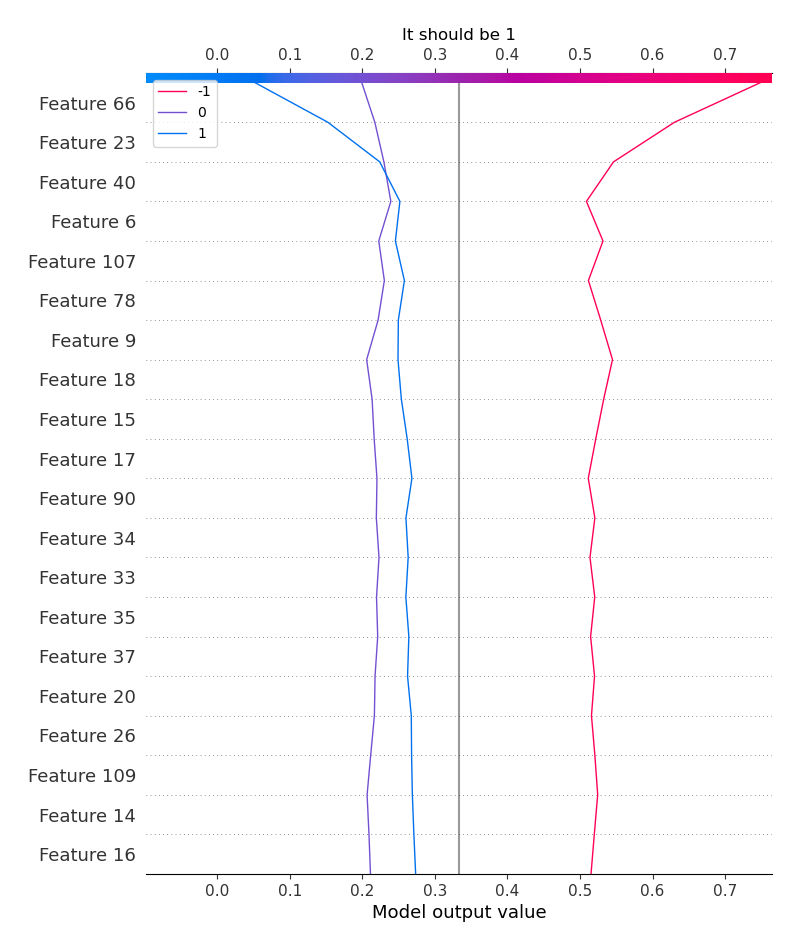 It should be 1
0.0 0.1 0.2 0.3 0.4 0.5 0.6 0.7
-1
0
1
Feature 66
Feature 23
Feature 40
Feature 6
Feature 107
Feature 78
Feature 9
Feature 18
Feature 15
Feature 17
Feature 90
Feature 34
Feature 33
Feature 35
Feature 37
Feature 20
Feature 26
Feature 109
Feature 14
Feature 16
0.0 0.1 0.2 0.3 0.4 0.5 0.6 0.7
Model output value